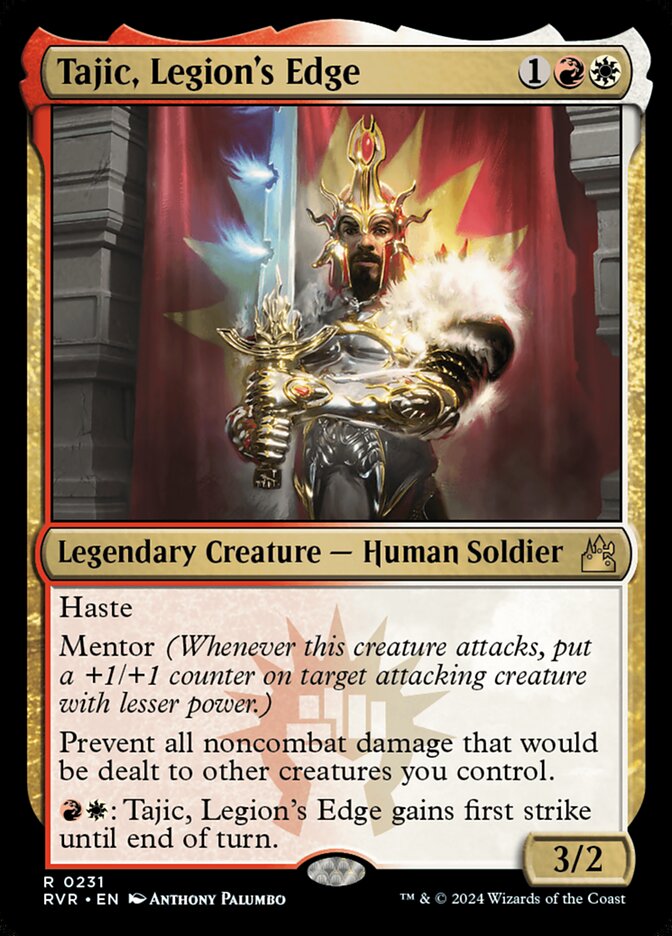 Tajic, Legion's Edge 1
Legendary Creature — Human Soldier
Haste
Mentor (Whenever this creature attacks, put
a +1/+1 counter on target attacking creature
with lesser power.)
Prevent all noncombat damage that would
be dealt to other creatures you control.
: Tajic, Legion's Edge gains first strike
until end of turn.
3/2
R 0231
RVR • EN Anthony Palumbo
™ & © 2024 Wizards of the Coast